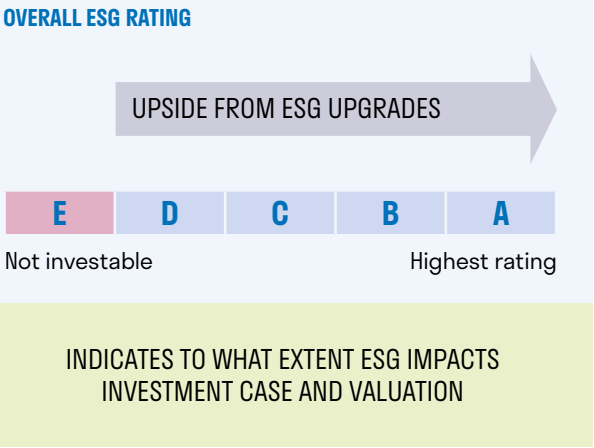 OVERALL ESG RATING
UPSIDE FROM ESG UPGRADES
E D C B A
Not investable Highest rating
INDICATES TO WHAT EXTENT ESG IMPACTS
INVESTMENT CASE AND VALUATION